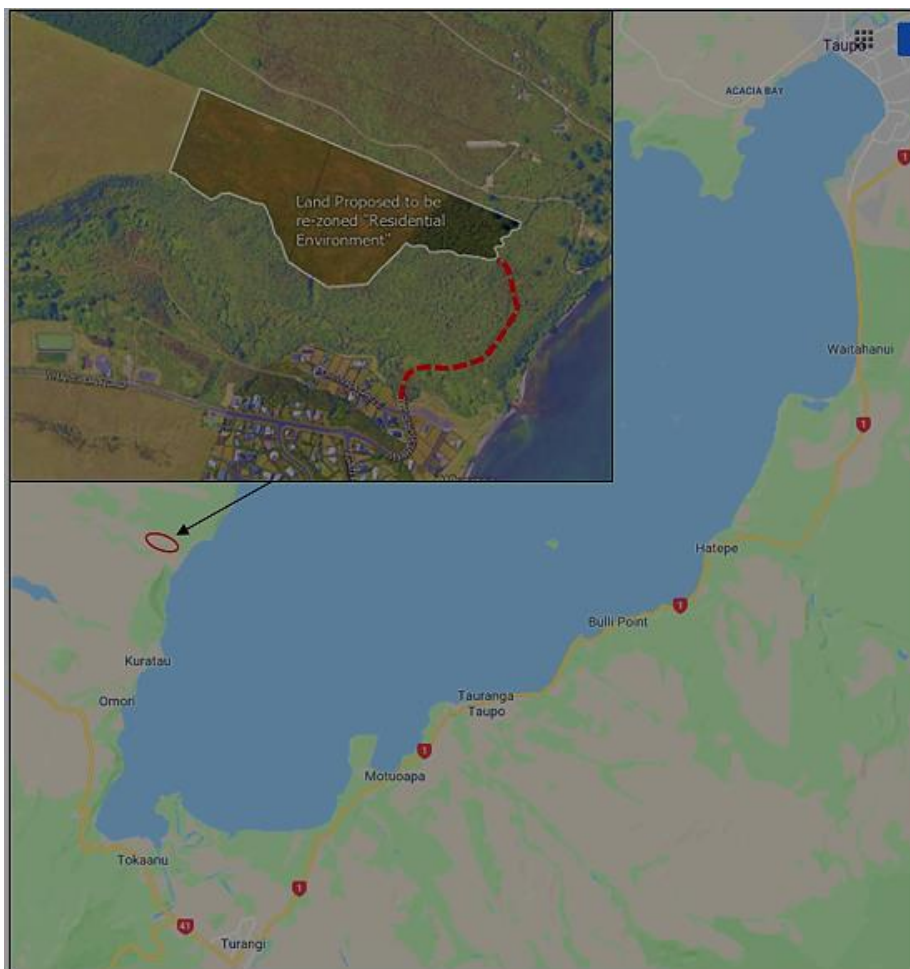 Land Proposed to be
re-zoned "Residential
Environment"
Taupo
ACACIA BAY
1
Waitahanui
1
Hatepe
1
Bulli Point
Kuratau
Omori
Tauranga
Taupo
1
Motuoapa
Tokaanu
1
41
Turangi